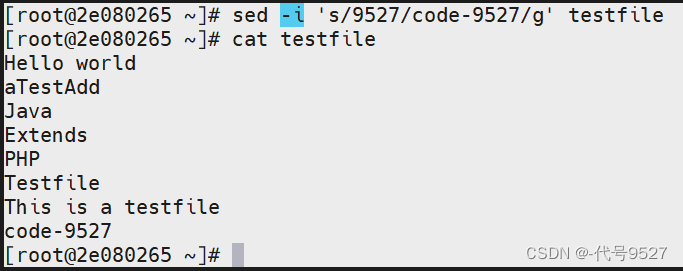 [root@2e080265 ~]# sed -i 's/9527/code-9527/g' testfile
[root@2e080265 ~]# cat testfile
Hello world
aTestAdd
Java
Extends
PHP
Testfile
This is a testfile
code-9527
[root@2e080265 ~]#
CSDN @-代号9527